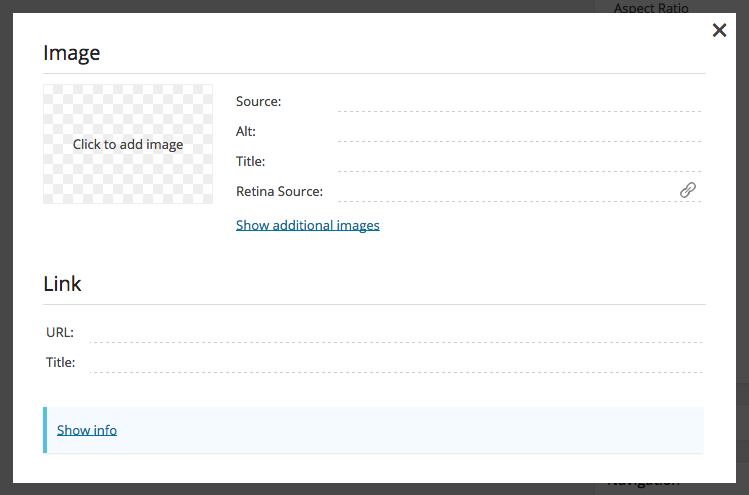 Aspect Ratio
Image
Click to add image
Source:
Alt:
Title:
Retina Source:
Show additional images
Link
URL:
Title:
Show info
Navigation